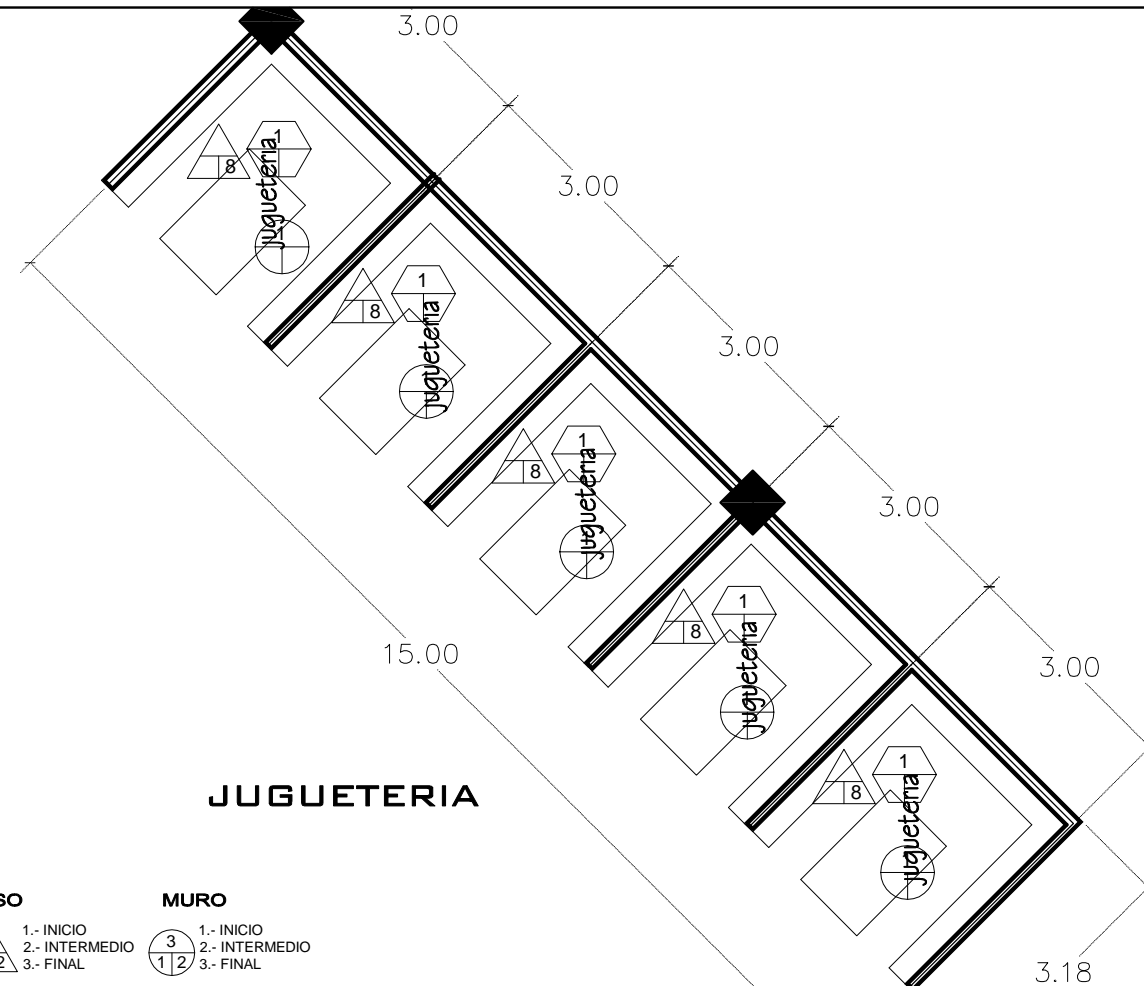 3.00
1
8
jugueteria
3.00
1
8
jugueteria
3.00
1
8
jugueteria
3.00
1
8
jugueteria
3.00
1
8
jugueteria
15.00
3.18
JUGUETERIA
SO
1.- INICIO
2.- INTERMEDIO
3.- FINAL
2
MURO
3
1 2
1.- INICIO
2.- INTERMEDIO
3.- FINAL